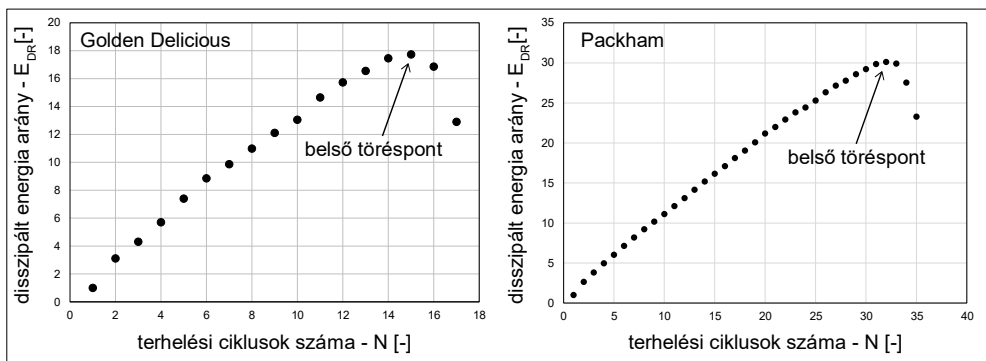 Golden Delicious
disszipált energia arány - E_DR[-]
20
18
16
14
12
10
8
6
4
2
0
belső töréspont
0 2 4 6 8 10 12 14 16 18
terhelési ciklusok száma - N [-]
Packham
disszipált energia arány - E_DR[-]
35
30
25
20
15
10
5
0
belső töréspont
0 5 10 15 20 25 30 35 40
terhelési ciklusok száma - N [-]